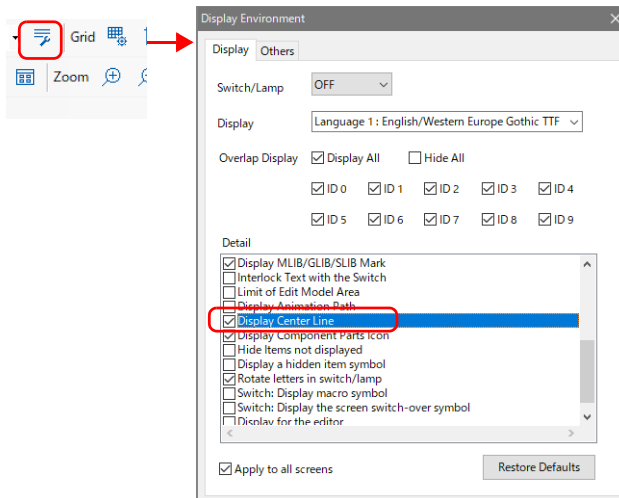 Grid
Zoom
Display Environment
Display Others
Switch/Lamp OFF
Display Language 1 : English/Western Europe Gothic TTF
Overlap Display Display All Hide All
ID 0 ID 1 ID 2 ID 3 ID 4
ID 5 ID 6 ID 7 ID 8 ID 9
Detail
Display MLIB/GLIB/SLIB Mark
Interlock Text with the Switch
Limit of Edit Model Area
Display Animation Path
Display Center Line
Display Component Parts Icon
Hide Items not displayed
Display a hidden item symbol
Rotate letters in switch/lamp
Switch: Display macro symbol
Switch: Display the screen switch-over symbol
Display for the editor
Apply to all screens Restore Defaults